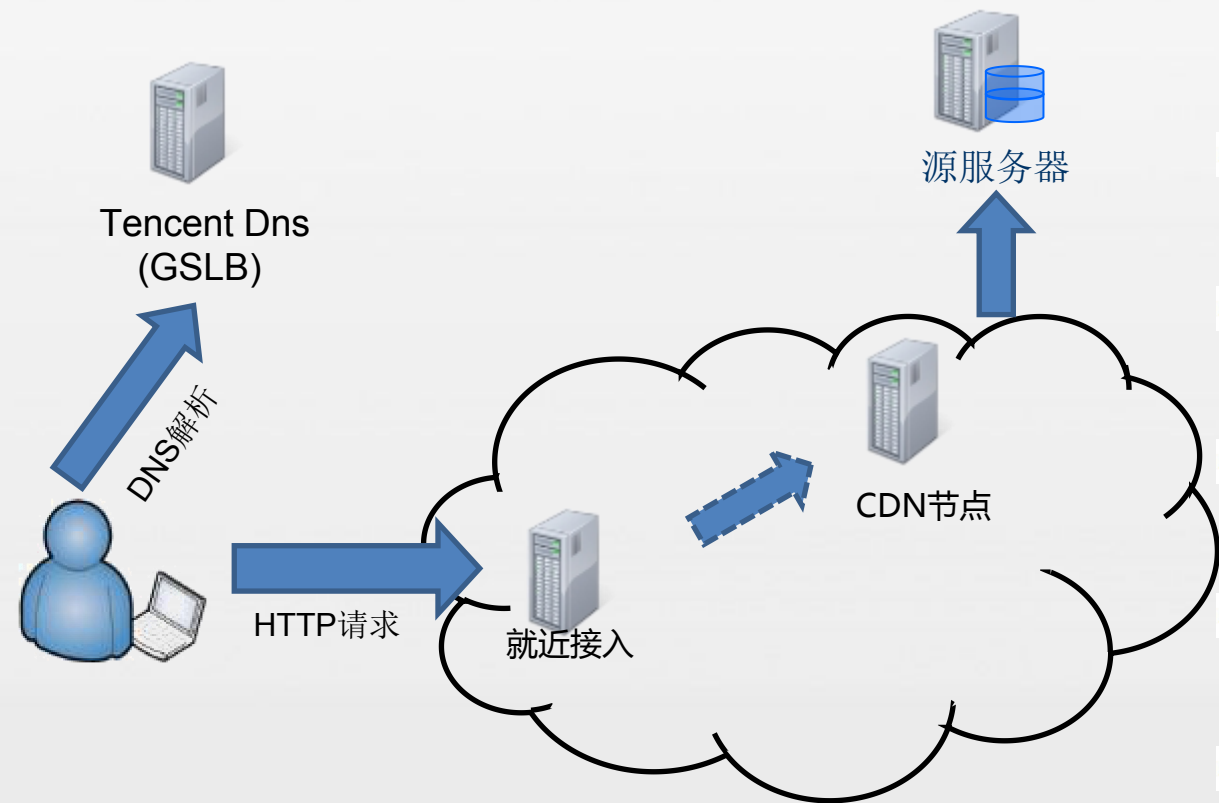 源服务器
Tencent Dns
(GSLB)
DNS解析
CDN节点
HTTP请求
就近接入